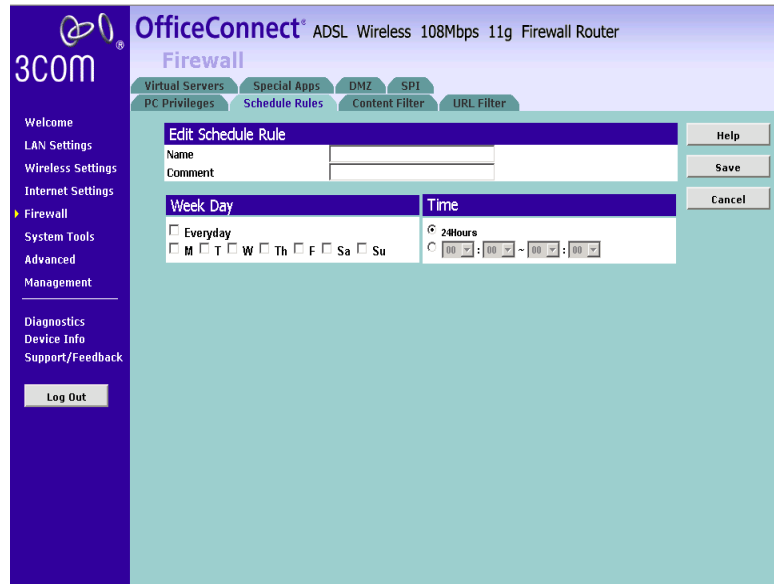 OfficeConnect® ADSL Wireless 108Mbps 11g Firewall Router
3COM®
Firewall
Virtual Servers Special Apps DMZ SPI
PC Privileges Schedule Rules Content Filter URL Filter
Welcome
LAN Settings
Wireless Settings
Internet Settings
Firewall
System Tools
Advanced
Management
Diagnostics
Device Info
Support/Feedback
Log Out
Edit Schedule Rule
Name
Comment
Week Day
Everyday
M T W Th F Sa Su
Time
24Hours
00 : 00 ~ 00 : 00
Help
Save
Cancel